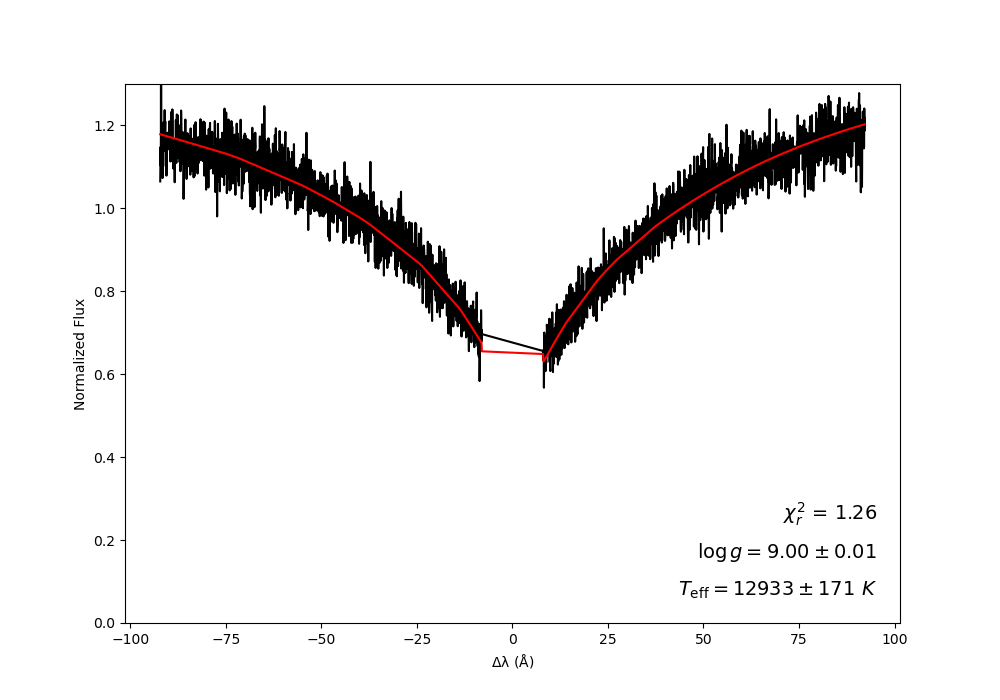 1.2
1.0
0.8
0.6
0.4
0.2
0.0
Normalized Flux
χ²ᵣ = 1.26
log g = 9.00 ± 0.01
T_eff = 12933 ± 171 K
−100 −75 −50 −25 0 25 50 75 100
Δλ (Å)